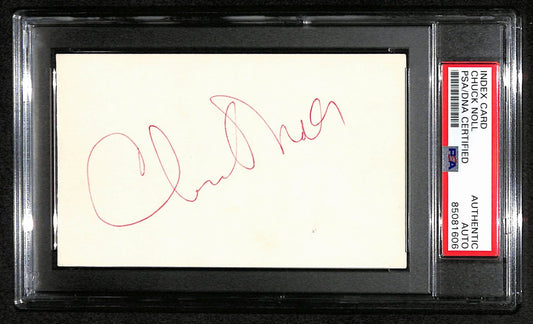 Chuck Noll
INDEX CARD
CHUCK NOLL
PSA/DNA CERTIFIED
PSA
AUTHENTIC
AUTO
85081606